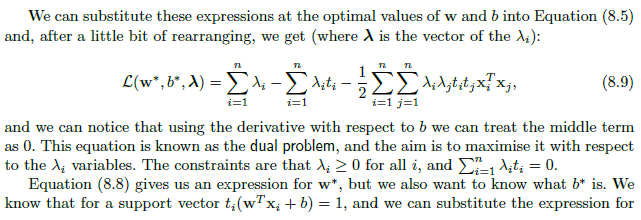 We can substitute these expressions at the optimal values of w and b into Equation (8.5)
and, after a little bit of rearranging, we get (where λ is the vector of the λᵢ):
ℒ(w*, b*, λ) = ∑ⁿᵢ₌₁ λᵢ − ∑ⁿᵢ₌₁ λᵢtᵢ − 1/2 ∑ⁿᵢ₌₁ ∑ⁿⱼ₌₁ λᵢλⱼtᵢtⱼxᵢᵀxⱼ, (8.9)
and we can notice that using the derivative with respect to b we can treat the middle term
as 0. This equation is known as the dual problem, and the aim is to maximise it with respect
to the λᵢ variables. The constraints are that λᵢ ≥ 0 for all i, and ∑ⁿᵢ₌₁ λᵢtᵢ = 0.
Equation (8.8) gives us an expression for w*, but we also want to know what b* is. We
know that for a support vector tᵢ(wᵀxᵢ + b) = 1, and we can substitute the expression for